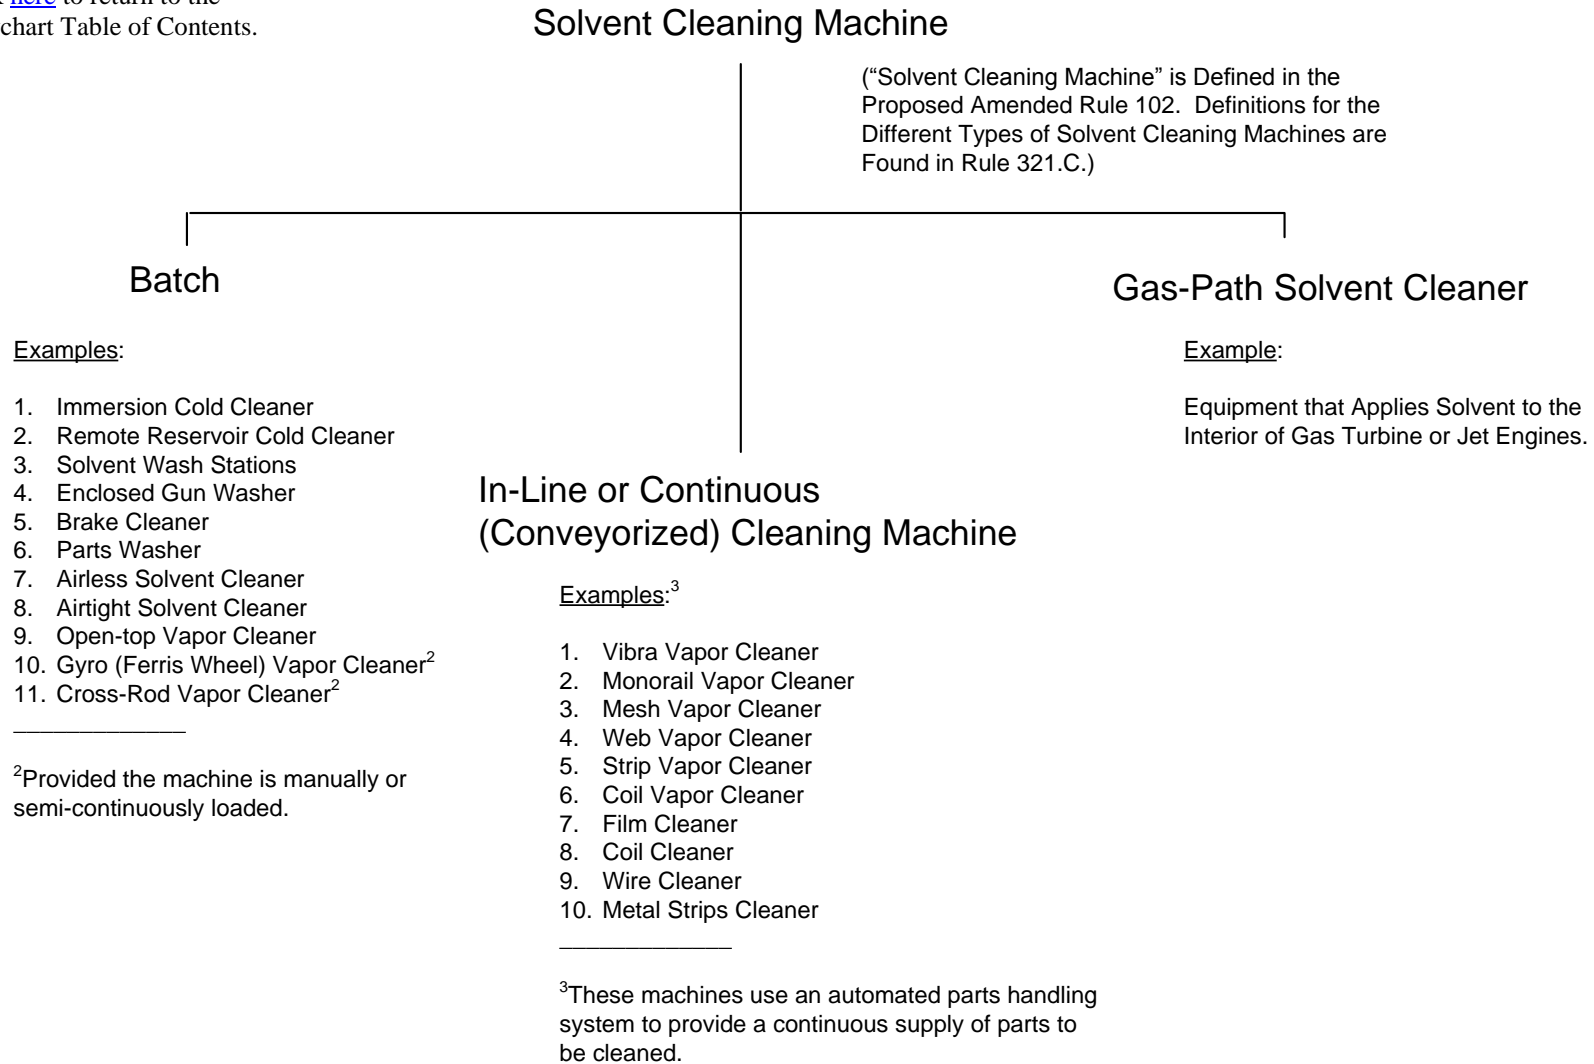 here to return to the
chart Table of Contents.
Solvent Cleaning Machine
(“Solvent Cleaning Machine” is Defined in the
Proposed Amended Rule 102.  Definitions for the
Different Types of Solvent Cleaning Machines are
Found in Rule 321.C.)
Batch
Examples:
1. Immersion Cold Cleaner
2. Remote Reservoir Cold Cleaner
3. Solvent Wash Stations
4. Enclosed Gun Washer
5. Brake Cleaner
6. Parts Washer
7. Airless Solvent Cleaner
8. Airtight Solvent Cleaner
9. Open-top Vapor Cleaner
10. Gyro (Ferris Wheel) Vapor Cleaner²
11. Cross-Rod Vapor Cleaner²
²Provided the machine is manually or
semi-continuously loaded.
In-Line or Continuous
(Conveyorized) Cleaning Machine
Examples:³
1. Vibra Vapor Cleaner
2. Monorail Vapor Cleaner
3. Mesh Vapor Cleaner
4. Web Vapor Cleaner
5. Strip Vapor Cleaner
6. Coil Vapor Cleaner
7. Film Cleaner
8. Coil Cleaner
9. Wire Cleaner
10. Metal Strips Cleaner
³These machines use an automated parts handling
system to provide a continuous supply of parts to
be cleaned.
Gas-Path Solvent Cleaner
Example:
Equipment that Applies Solvent to the
Interior of Gas Turbine or Jet Engines.